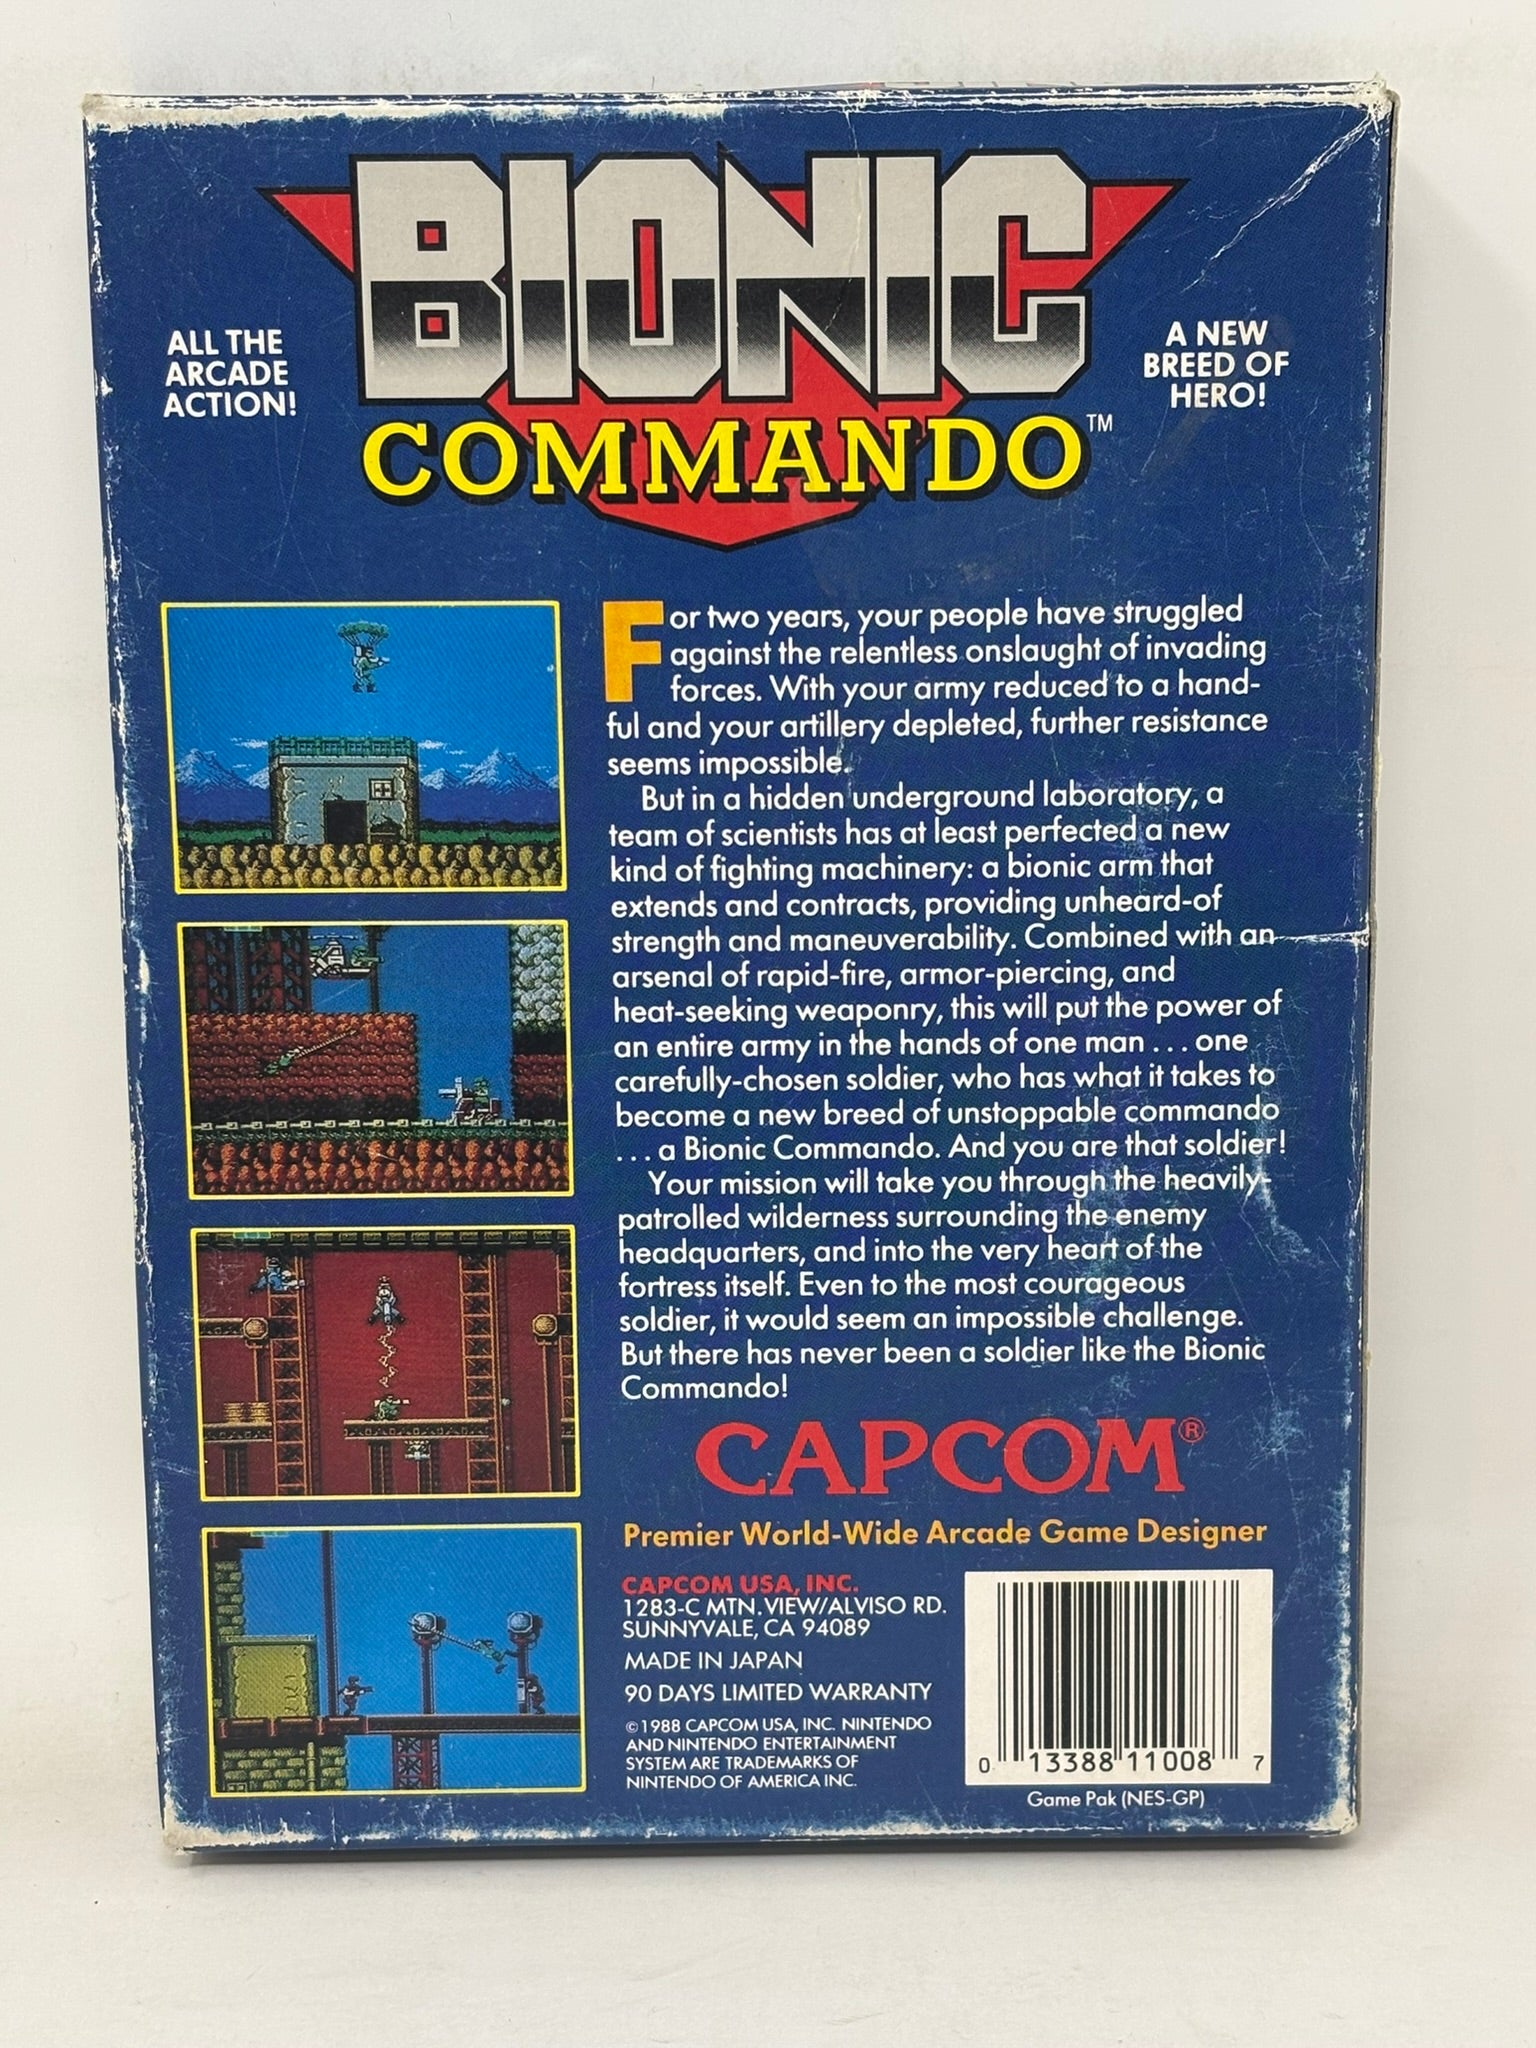 BIONIC
COMMANDO™
ALL THE
ARCADE
ACTION!
A NEW
BREED OF
HERO!
For two years, your people have struggled
against the relentless onslaught of invading
forces. With your army reduced to a hand-
ful and your artillery depleted, further resistance
seems impossible.
But in a hidden underground laboratory, a
team of scientists has at least perfected a new
kind of fighting machinery: a bionic arm that
extends and contracts, providing unheard-of
strength and maneuverability. Combined with an
arsenal of rapid-fire, armor-piercing, and
heat-seeking weaponry, this will put the power of
an entire army in the hands of one man . . . one
carefully-chosen soldier, who has what it takes to
become a new breed of unstoppable commando
. . . a Bionic Commando. And you are that soldier!
Your mission will take you through the heavily-
patrolled wilderness surrounding the enemy
headquarters, and into the very heart of the
fortress itself. Even to the most courageous
soldier, it would seem an impossible challenge.
But there has never been a soldier like the Bionic
Commando!
CAPCOM®
Premier World-Wide Arcade Game Designer
CAPCOM USA, INC.
1283-C MTN. VIEW/ALVISO RD.
SUNNYVALE, CA 94089
MADE IN JAPAN
90 DAYS LIMITED WARRANTY
©1988 CAPCOM USA, INC. NINTENDO
AND NINTENDO ENTERTAINMENT
SYSTEM ARE TRADEMARKS OF
NINTENDO OF AMERICA INC.
0 13388 11008 7
Game Pak (NES-GP)